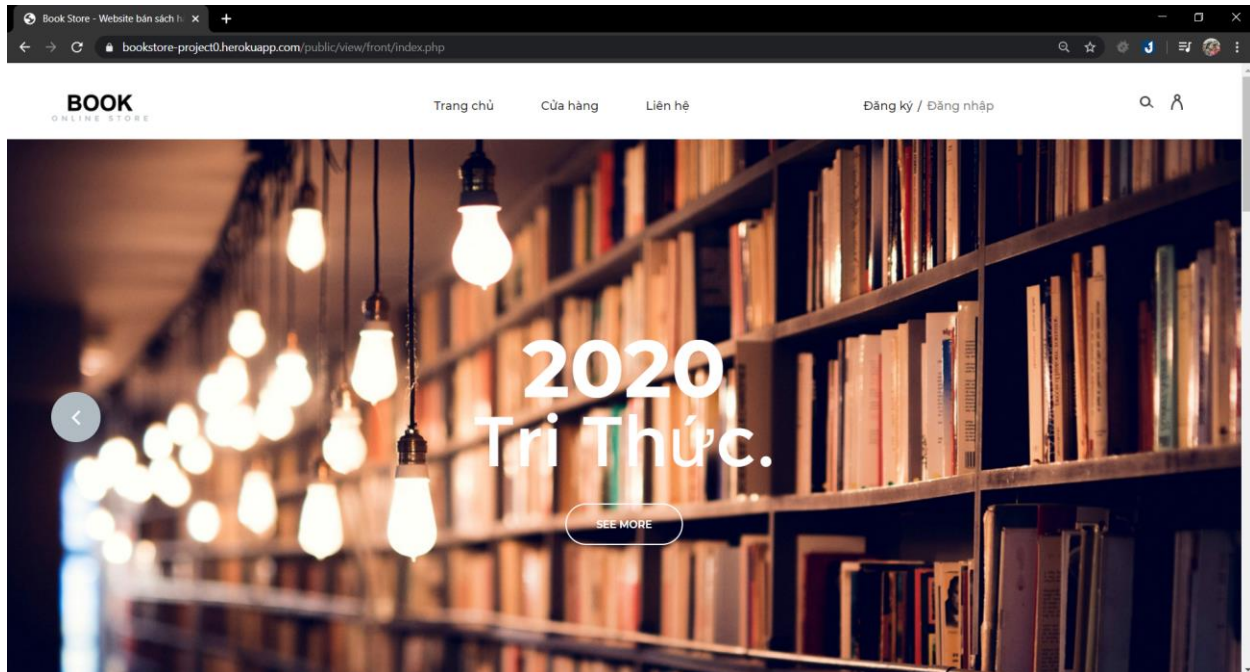 Book Store - Website bán sách h
bookstore-project0.herokuapp.com/public/view/front/index.php
BOOK
ONLINE STORE
Trang chủ Cửa hàng Liên hệ Đăng ký / Đăng nhập
2020
Tri Thức.
SEE MORE